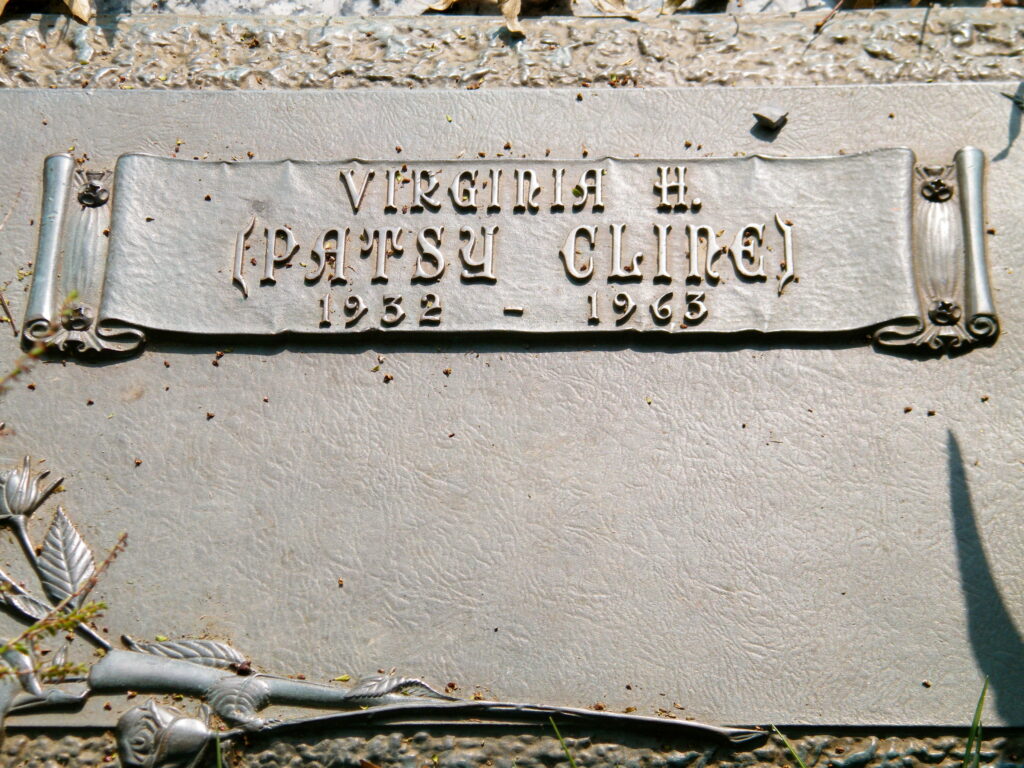 VIRGINIA H.
(PATSY CLINE)
1932 - 1963